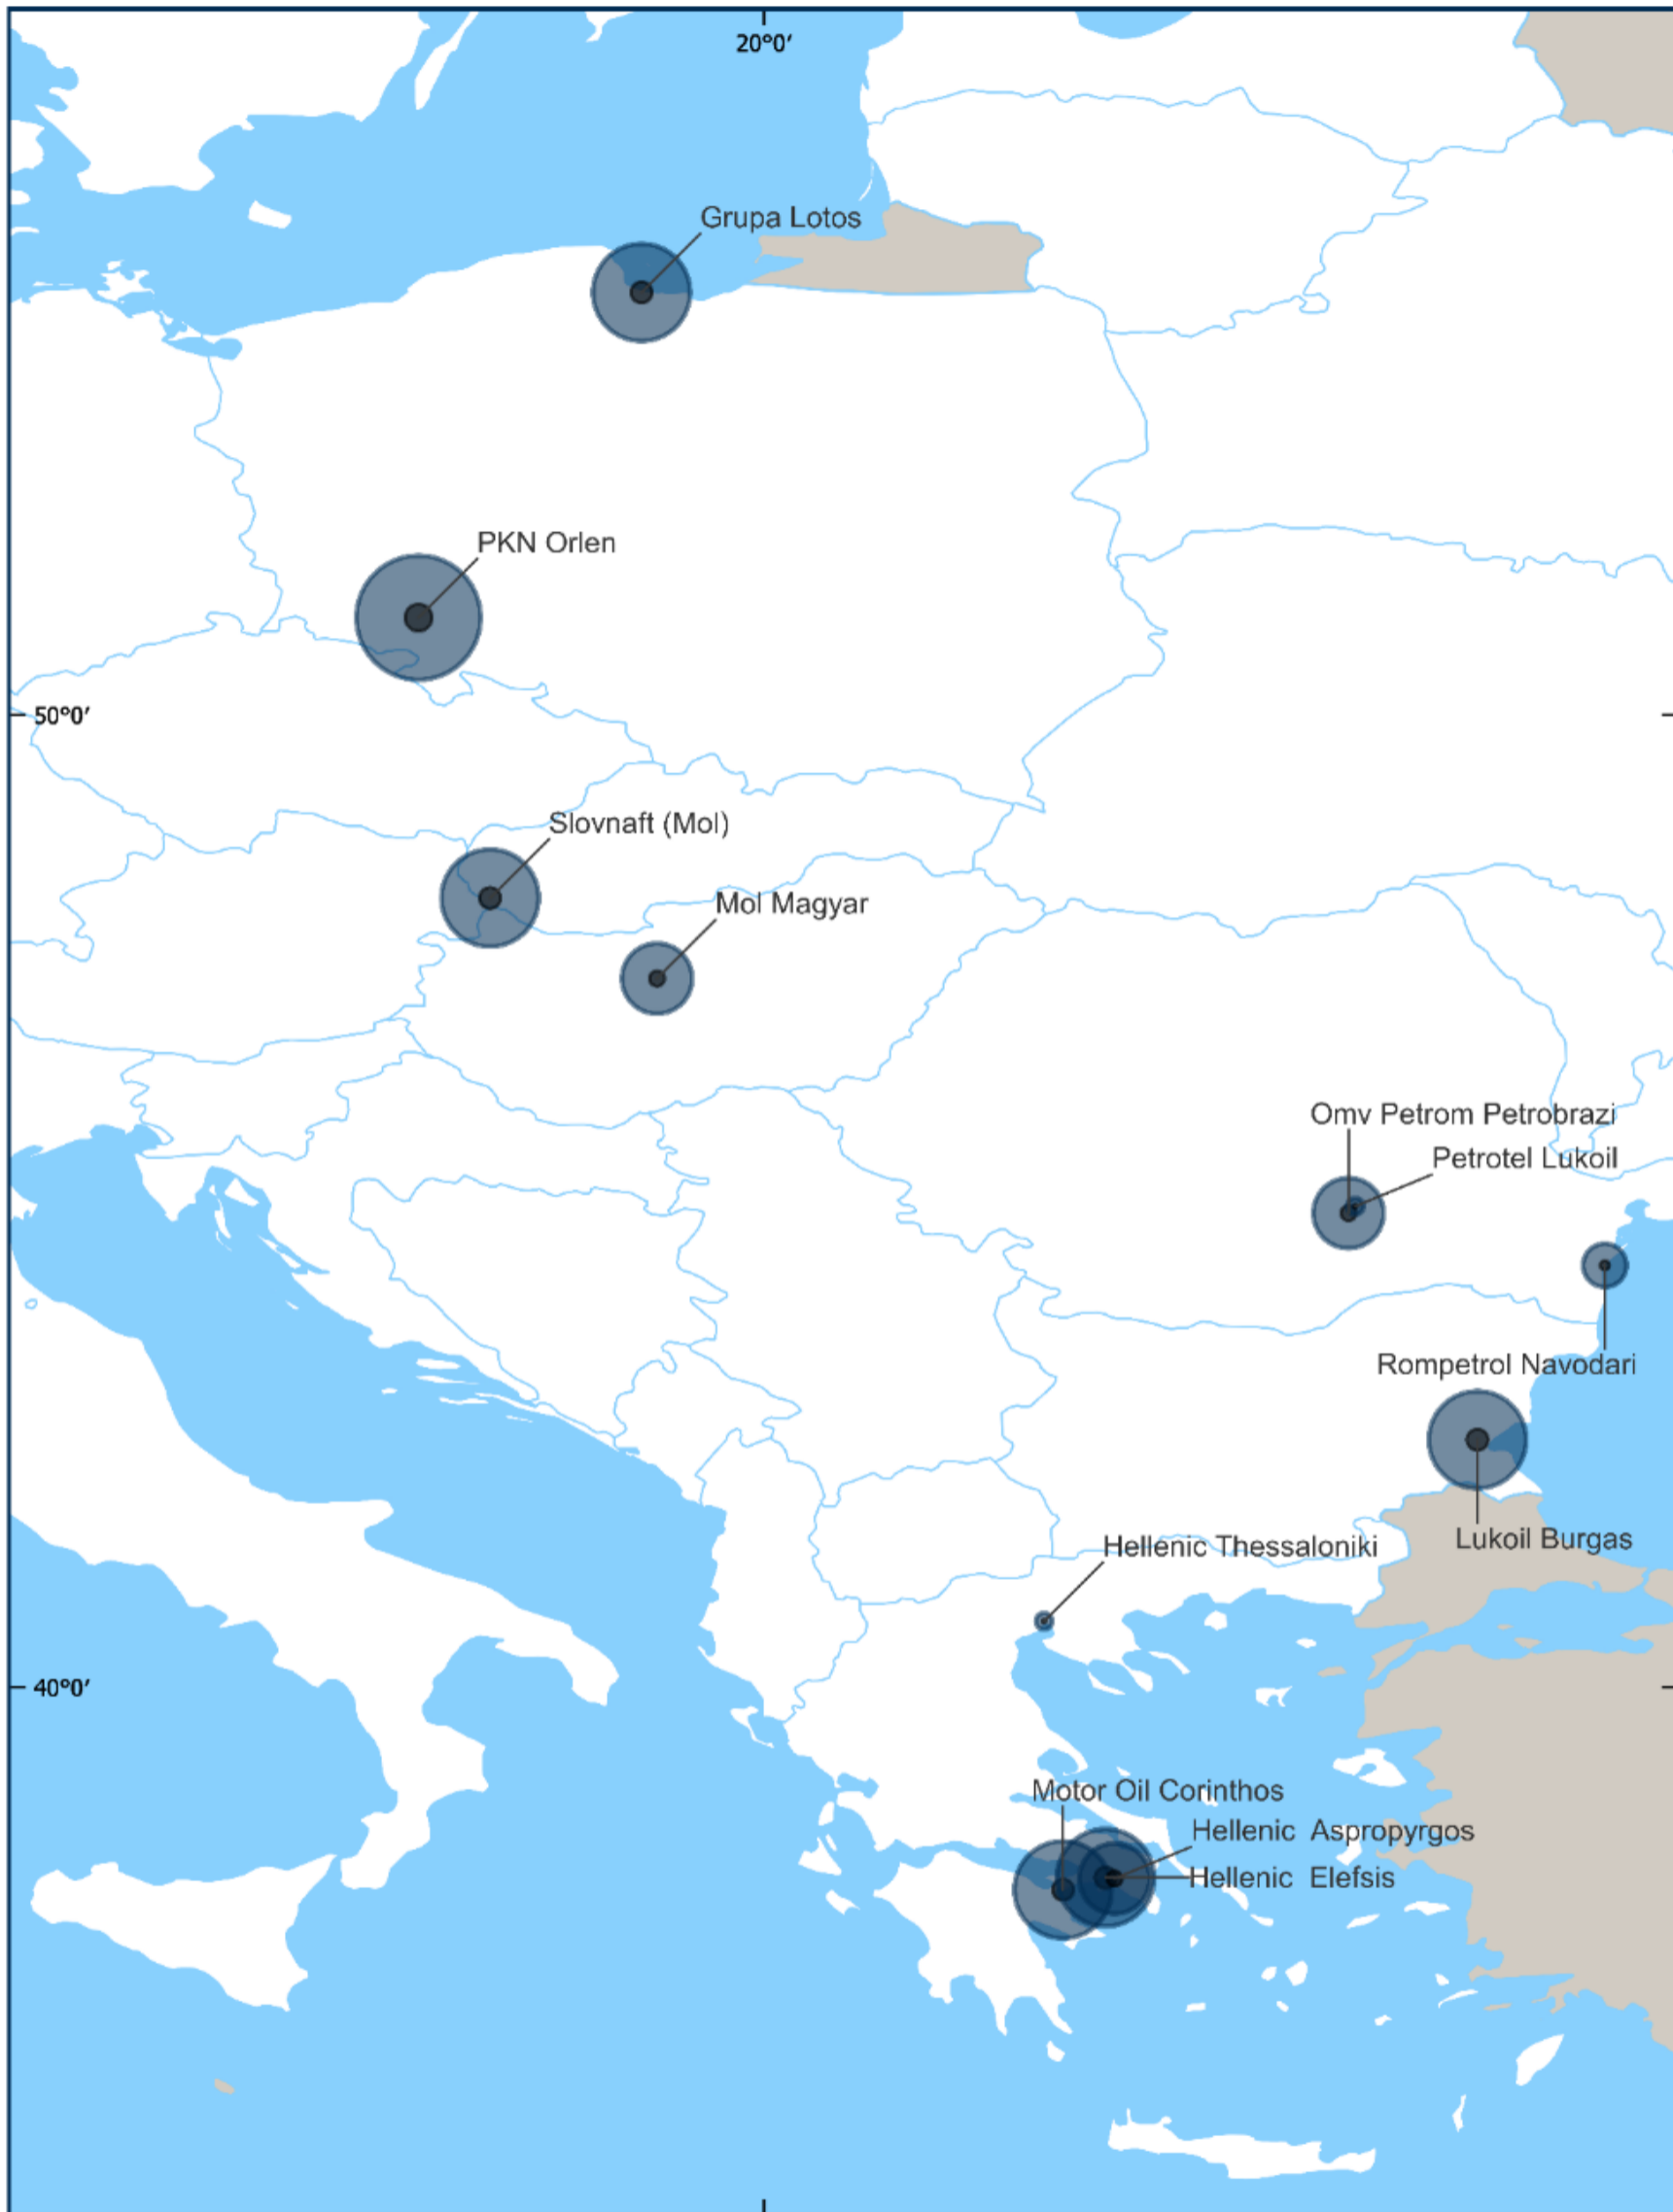 20°0′
Grupa Lotos
PKN Orlen
50°0′
Slovnaft (Mol)
Mol Magyar
Omv Petrom Petrobrazi
Petrotel Lukoil
Rompetrol Navodari
Lukoil Burgas
Hellenic Thessaloniki
40°0′
Motor Oil Corinthos
Hellenic Aspropyrgos
Hellenic Elefsis